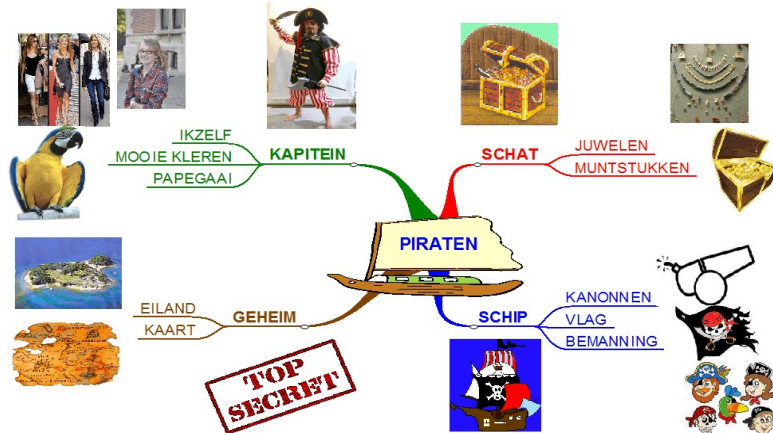 PIRATEN
KAPITEIN
IKZELF
MOOIE KLEREN
PAPEGAAI
SCHAT
JUWELEN
MUNTSTUKKEN
GEHEIM
EILAND
KAART
TOP
SECRET
SCHIP
KANONNEN
VLAG
BEMANNING